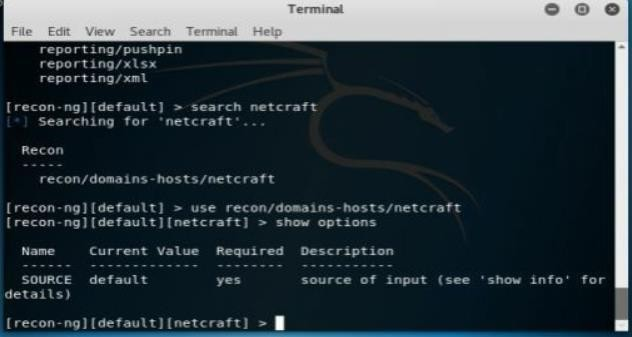 Terminal
File Edit View Search Terminal Help
reporting/pushpin
reporting/xlsx
reporting/xml
[recon-ng][default] > search netcraft
[*] Searching for 'netcraft'...
Recon
-----
recon/domains-hosts/netcraft
[recon-ng][default] > use recon/domains-hosts/netcraft
[recon-ng][default][netcraft] > show options
Name Current Value Required Description
------ ------------- -------- -----------
SOURCE default yes source of input (see 'show info' for
details)
[recon-ng][default][netcraft] >